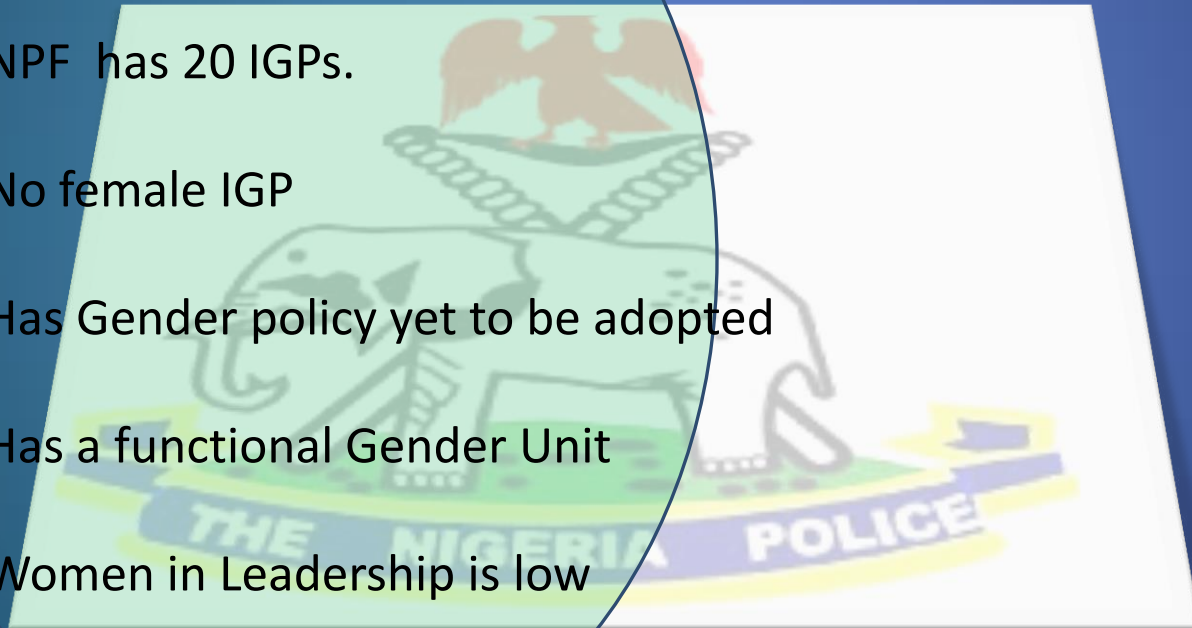 NPF has 20 IGPs.
No female IGP
Has Gender policy yet to be adopted
Has a functional Gender Unit
THE NIGERIA POLICE
Women in Leadership is low